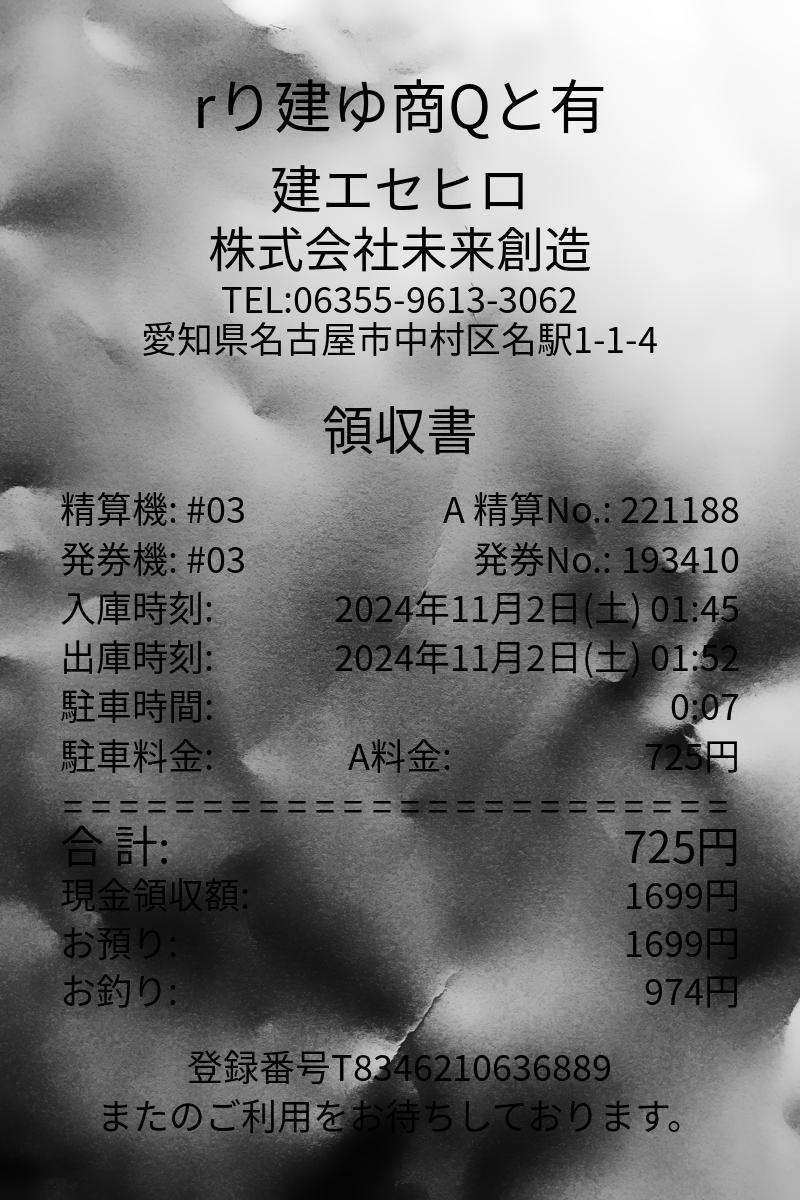 rり建ゆ商Qと有
建エセヒロ
株式会社未来創造
TEL:06355-9613-3062
愛知県名古屋市中村区名駅1-1-4
領収書
精算機: #03 A 精算No.: 221188
発券機: #03 発券No.: 193410
入庫時刻: 2024年11月2日(土) 01:45
出庫時刻: 2024年11月2日(土) 01:52
駐車時間: 0:07
駐車料金: A料金: 725円
========================
合 計: 725円
現金領収額: 1699円
お預り: 1699円
お釣り: 974円
登録番号T8346210636889
またのご利用をお待ちしております。